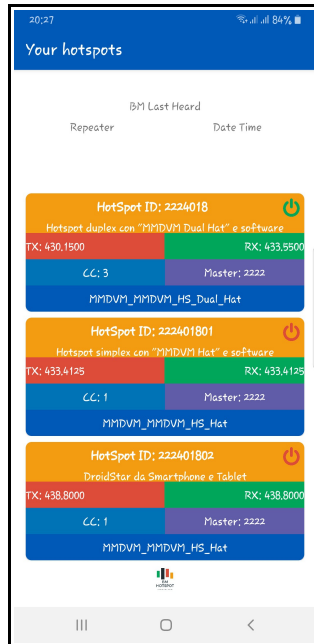 20:27 84%
Your hotspots
BM Last Heard
Repeater Date Time
HotSpot ID: 2224018
Hotspot duplex con "MMDVM Dual Hat" e software
TX: 430,1500 RX: 433,5500
CC: 3 Master: 2222
MMDVM_MMDVM_HS_Dual_Hat
HotSpot ID: 222401801
Hotspot simplex con "MMDVM Hat" e software
TX: 433,4125 RX: 433,4125
CC: 1 Master: 2222
MMDVM_MMDVM_HS_Hat
HotSpot ID: 222401802
DroidStar da Smartphone e Tablet
TX: 438,8000 RX: 438,8000
CC: 1 Master: 2222
MMDVM_MMDVM_HS_Hat
BM
HOTSPOT